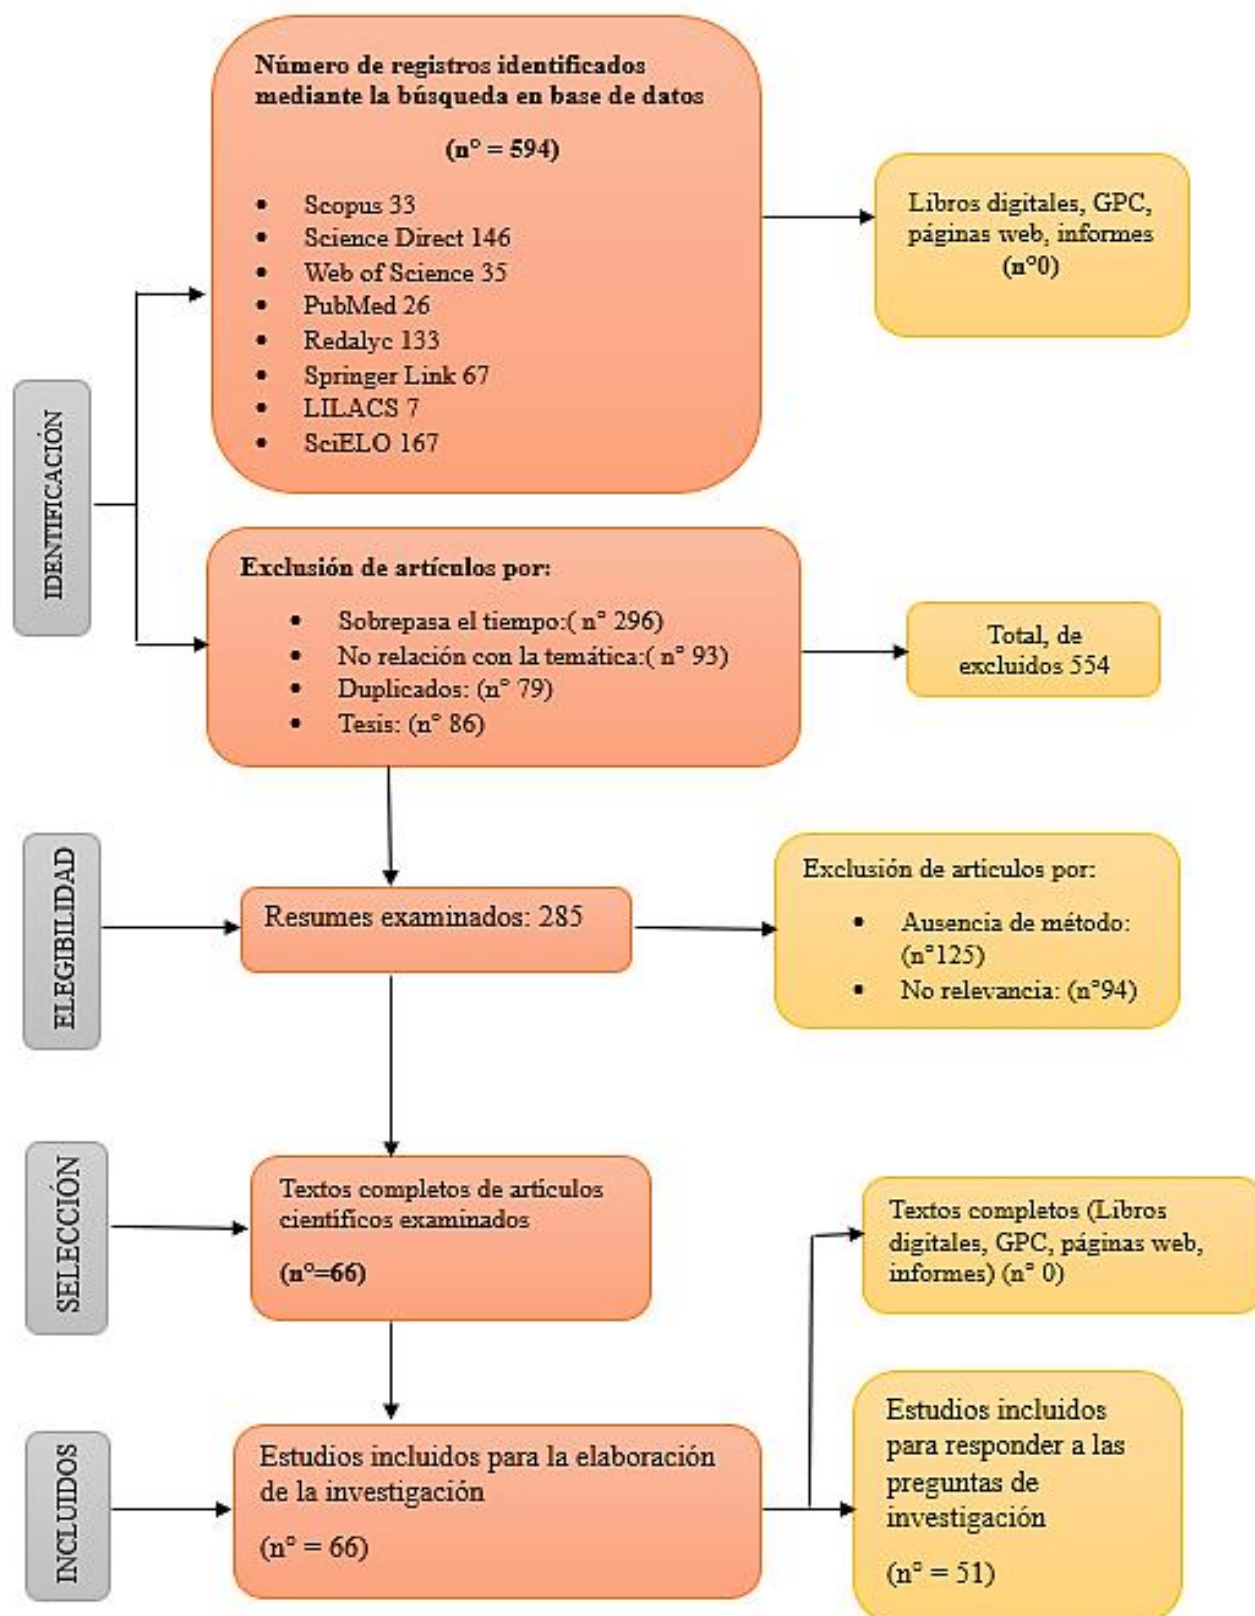 Número de registros identificados
mediante la búsqueda en base de datos
(n° = 594)
• Scopus 33
• Science Direct 146
• Web of Science 35
• PubMed 26
• Redalyc 133
• Springer Link 67
• LILACS 7
• SciELO 167
Libros digitales, GPC,
páginas web, informes
(n°0)
IDENTIFICACIÓN
Exclusión de artículos por:
• Sobrepasa el tiempo:( n° 296)
• No relación con la temática:( n° 93)
• Duplicados: (n° 79)
• Tesis: (n° 86)
Total, de
excluidos 554
ELEGIBILIDAD
Resumes examinados: 285
Exclusión de artículos por:
• Ausencia de método:
(n°125)
• No relevancia: (n°94)
SELECCIÓN
Textos completos de artículos
científicos examinados
(n°=66)
Textos completos (Libros
digitales, GPC, páginas web,
informes) (n° 0)
INCLUIDOS
Estudios incluidos para la elaboración
de la investigación
(n° = 66)
Estudios incluidos
para responder a las
preguntas de
investigación
(n° = 51)